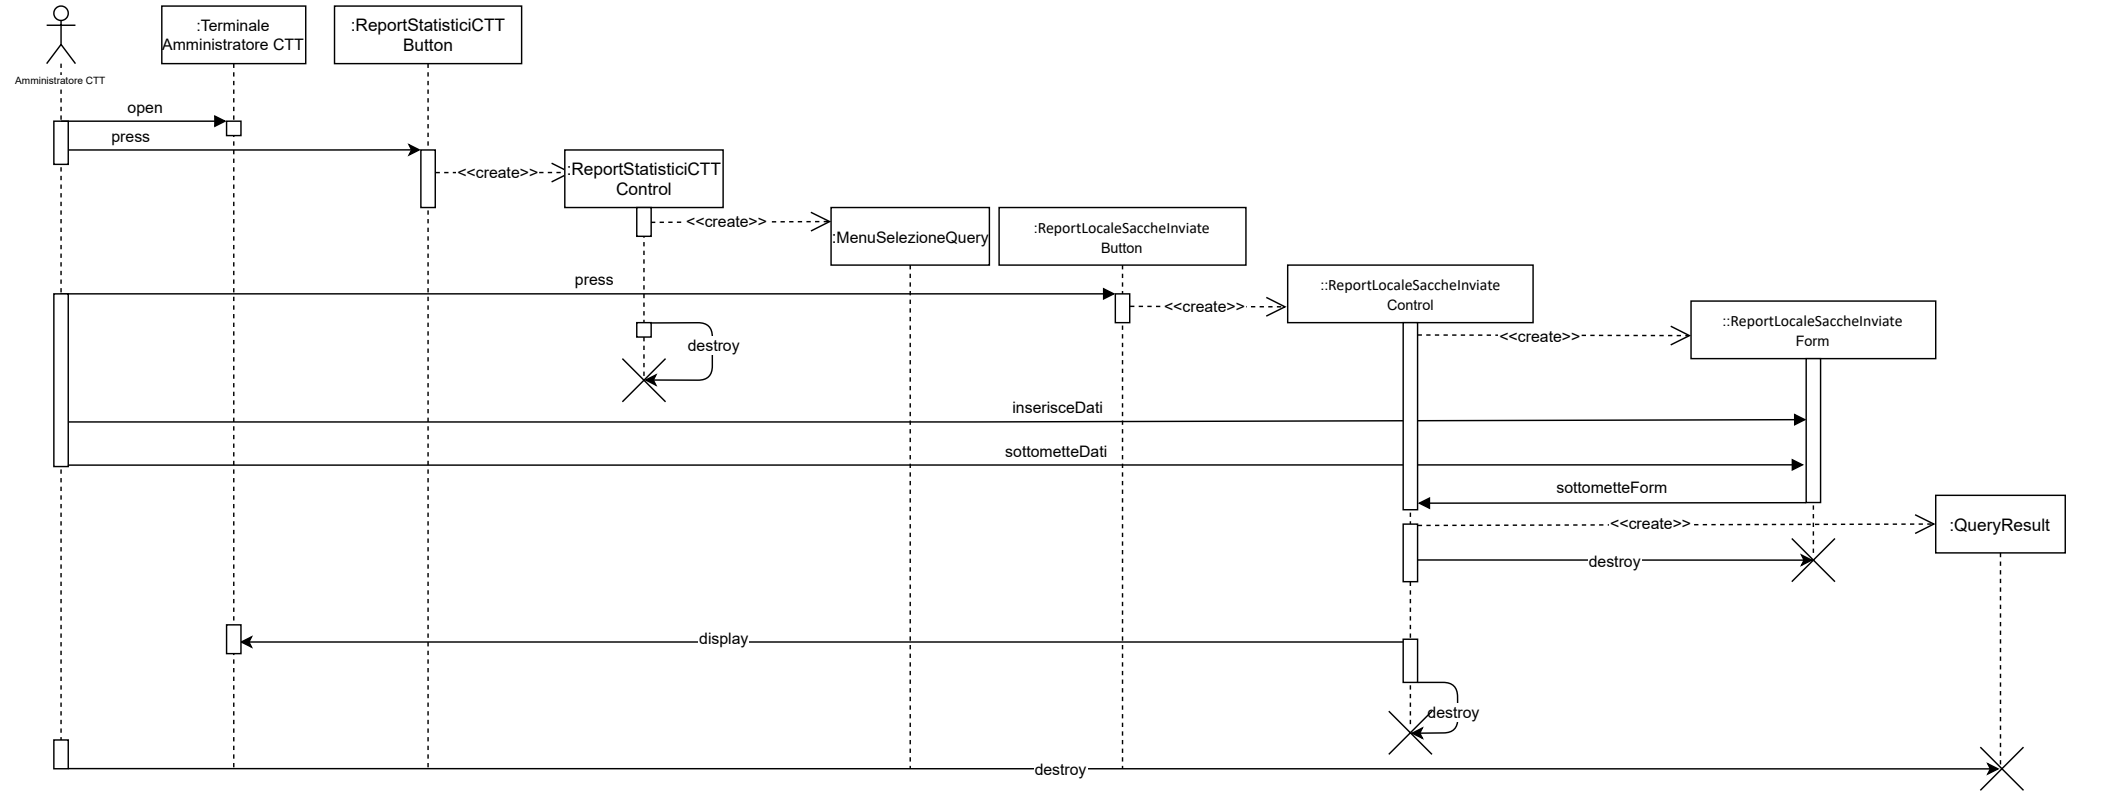 :Terminale
Amministratore CTT
:ReportStatisticiCTT
Button
Amministratore CTT
open
press
<<create>>
:ReportStatisticiCTT
Control
<<create>>
:MenuSelezioneQuery
:ReportLocaleSaccheInviate
Button
press
<<create>>
::ReportLocaleSaccheInviate
Control
<<create>>
::ReportLocaleSaccheInviate
Form
destroy
inserisceDati
sottometteDati
sottometteForm
<<create>>
:QueryResult
destroy
display
destroy
destroy